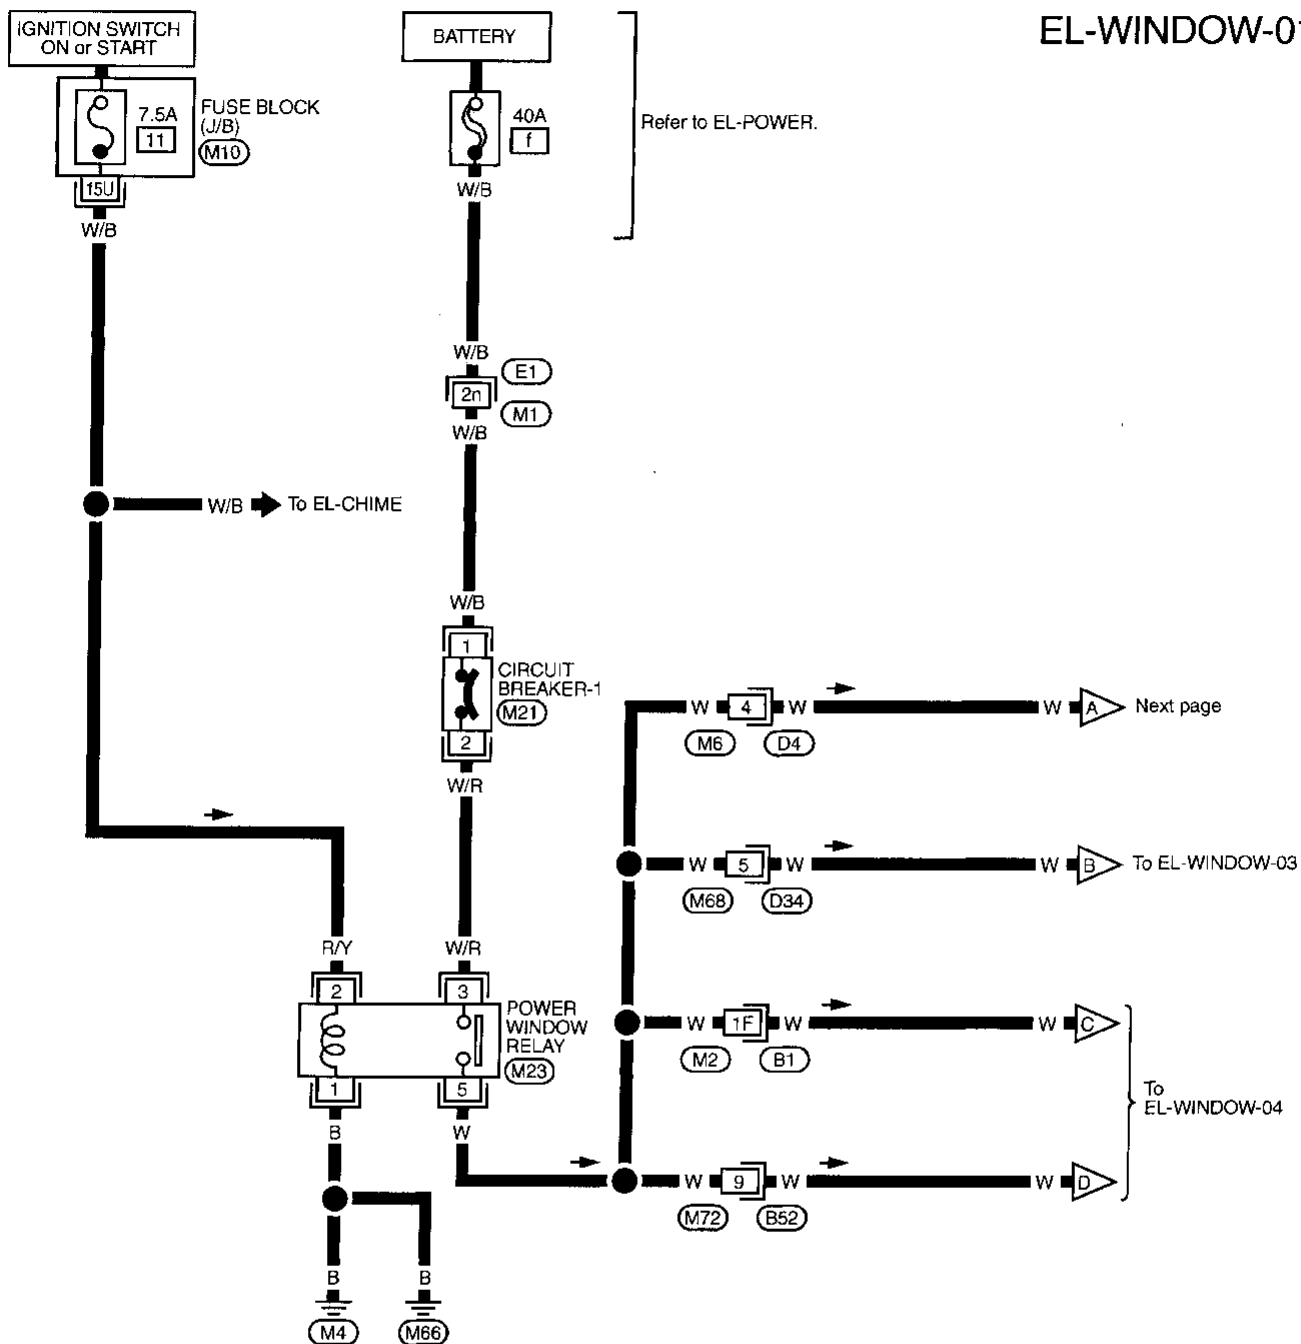 EL-WINDOW-01
IGNITION SWITCH
ON or START
BATTERY
7.5A
11
FUSE BLOCK
(J/B)
M10
40A
f
Refer to EL-POWER.
15U
W/B
W/B
W/B
E1
2n
M1
W/B
W/B
To EL-CHIME
W/B
1
CIRCUIT
BREAKER-1
M21
2
W/R
W
4
W
W
A
Next page
M6
D4
W
5
W
W
B
To EL-WINDOW-03
M68
D34
R/Y
W/R
2
3
POWER
WINDOW
RELAY
M23
1
5
W
1F
W
W
C
M2
B1
To
EL-WINDOW-04
B
W
W
9
W
W
D
M72
B52
B
B
M4
M66